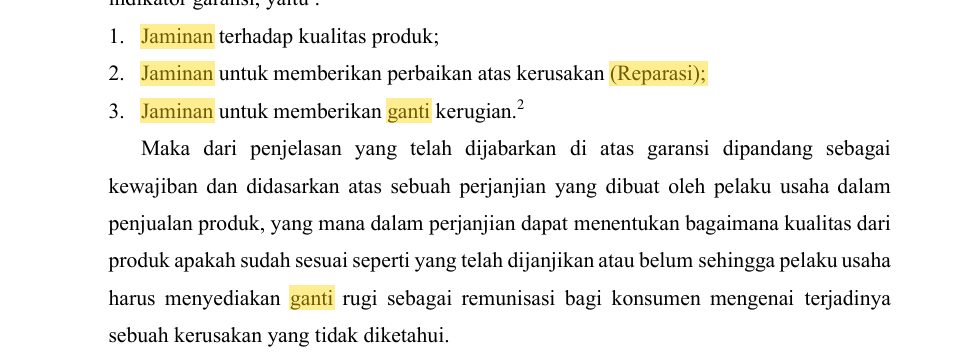 indikator garansi, yaitu :
1. Jaminan terhadap kualitas produk;
2. Jaminan untuk memberikan perbaikan atas kerusakan (Reparasi);
3. Jaminan untuk memberikan ganti kerugian.2
Maka dari penjelasan yang telah dijabarkan di atas garansi dipandang sebagai
kewajiban dan didasarkan atas sebuah perjanjian yang dibuat oleh pelaku usaha dalam
penjualan produk, yang mana dalam perjanjian dapat menentukan bagaimana kualitas dari
produk apakah sudah sesuai seperti yang telah dijanjikan atau belum sehingga pelaku usaha
harus menyediakan ganti rugi sebagai remunisasi bagi konsumen mengenai terjadinya
sebuah kerusakan yang tidak diketahui.